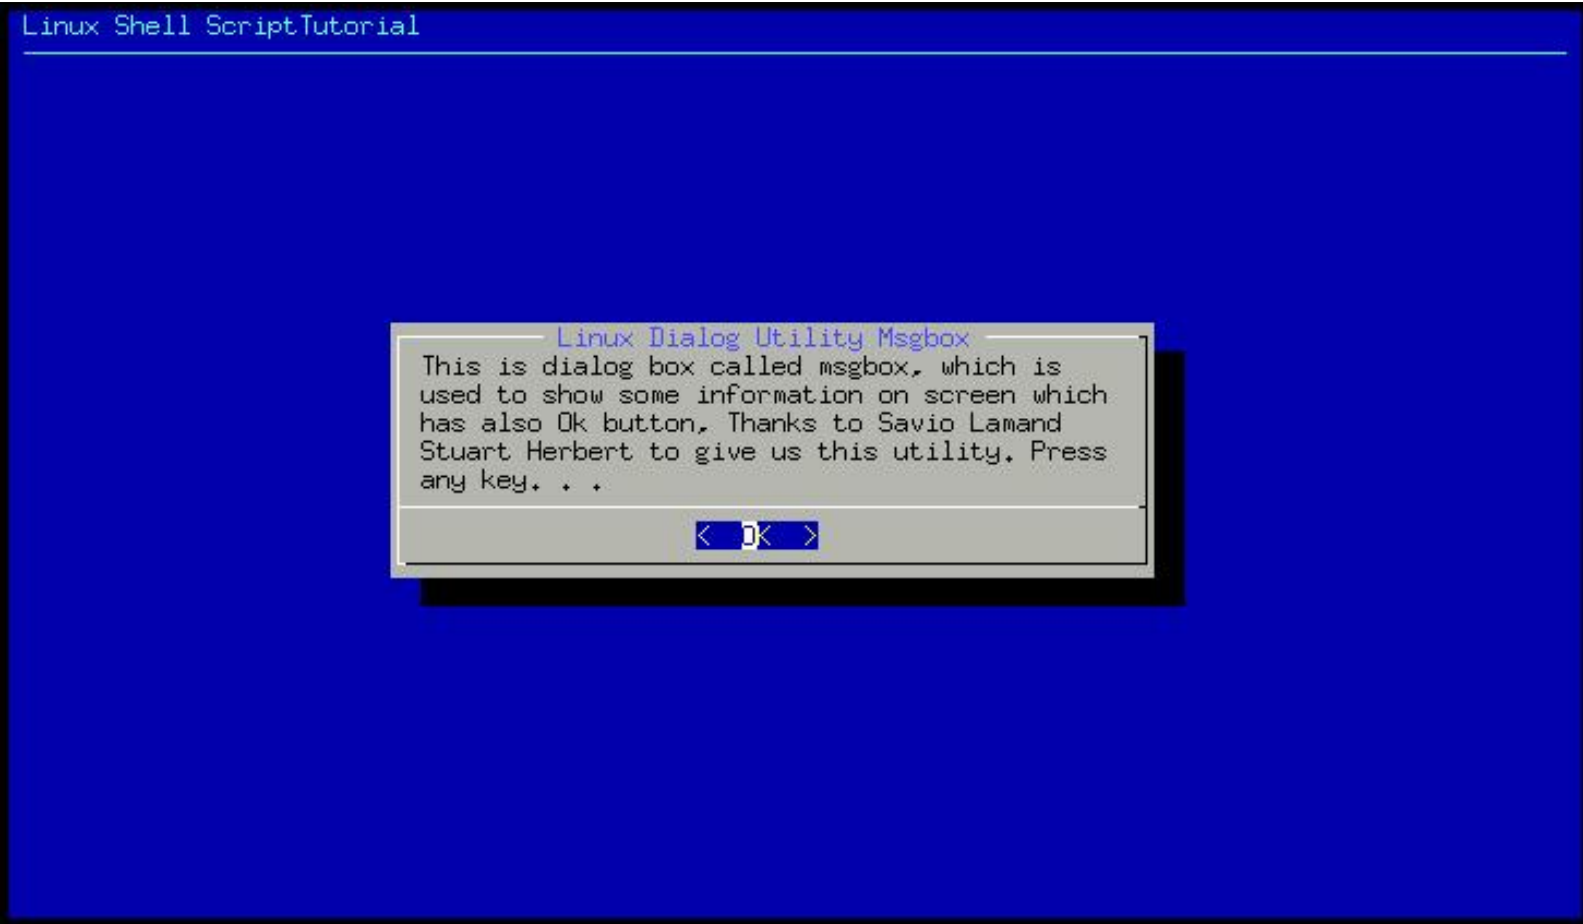 Linux Shell ScriptTutorial
Linux Dialog Utility Msgbox
This is dialog box called msgbox, which is
used to show some information on screen which
has also Ok button, Thanks to Savio Lamand
Stuart Herbert to give us this utility. Press
any key. . .
< OK >